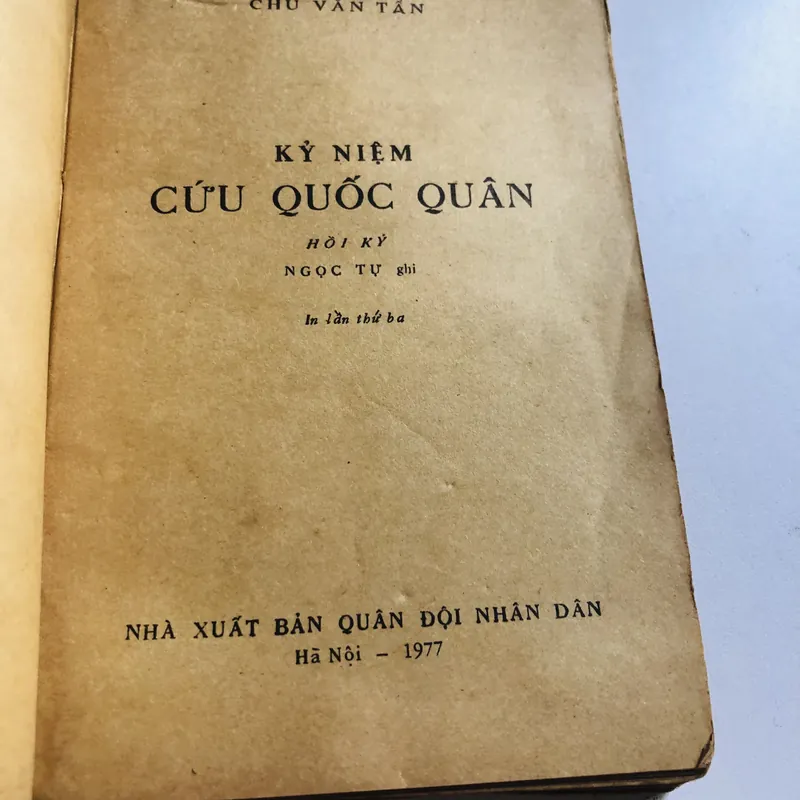 CHU VĂN TẤN
KỶ NIỆM
CỨU QUỐC QUÂN
HỒI KÝ
NGỌC TỰ ghi
In lần thứ ba
NHÀ XUẤT BẢN QUÂN ĐỘI NHÂN DÂN
Hà Nội – 1977